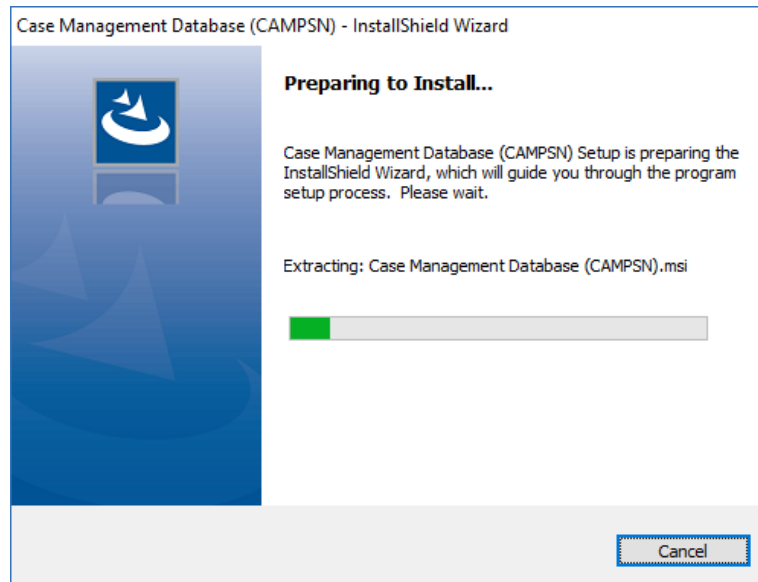 Case Management Database (CAMPSN) - InstallShield Wizard
Preparing to Install...
Case Management Database (CAMPSN) Setup is preparing the
InstallShield Wizard, which will guide you through the program
setup process. Please wait.
Extracting: Case Management Database (CAMPSN).msi
Cancel